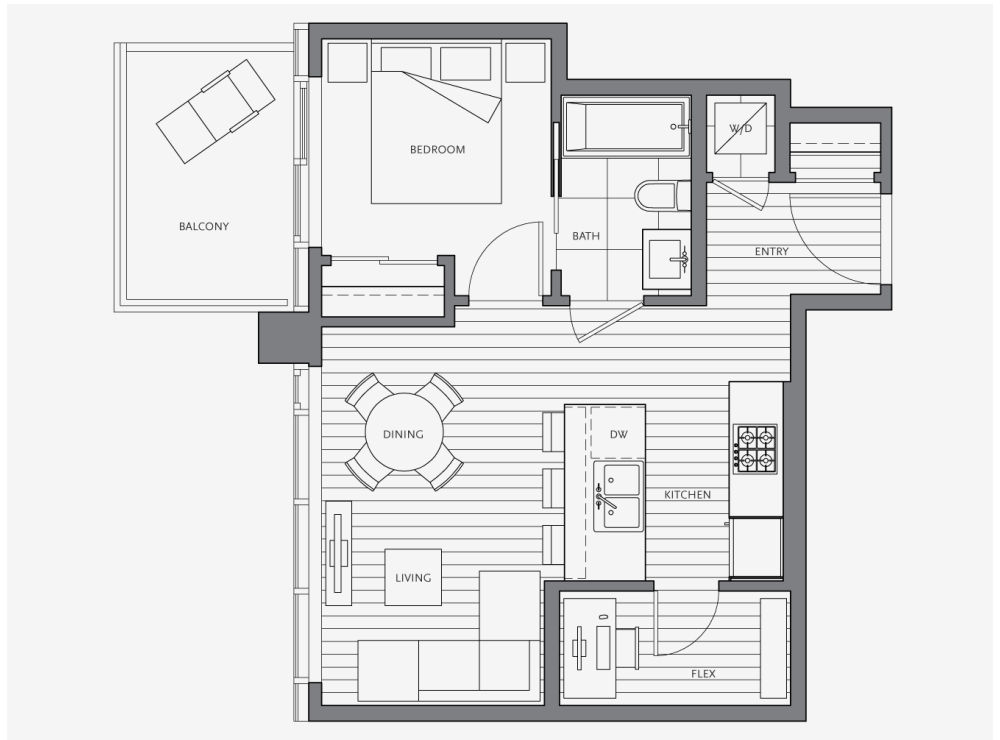 W/D
BEDROOM
BALCONY
BATH
ENTRY
DINING
DW
KITCHEN
LIVING
FLEX